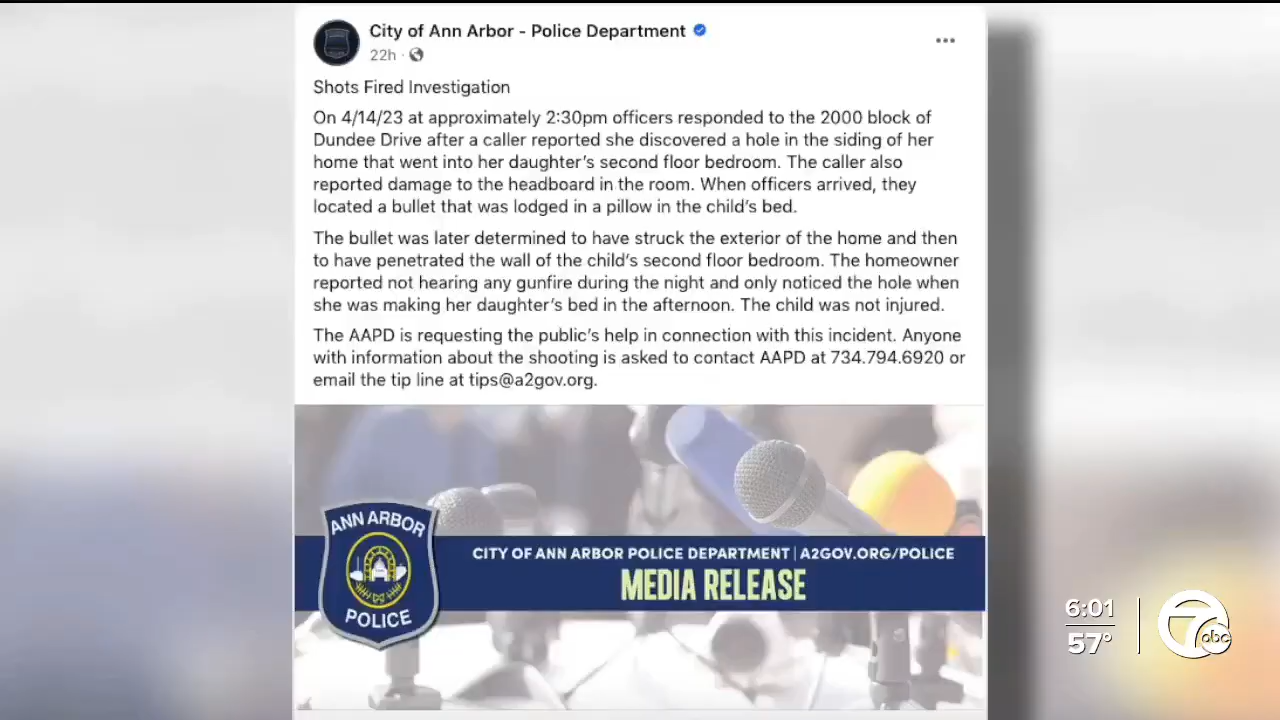 City of Ann Arbor - Police Department
22h ·
Shots Fired Investigation
On 4/14/23 at approximately 2:30pm officers responded to the 2000 block of
Dundee Drive after a caller reported she discovered a hole in the siding of her
home that went into her daughter's second floor bedroom. The caller also
reported damage to the headboard in the room. When officers arrived, they
located a bullet that was lodged in a pillow in the child's bed.
The bullet was later determined to have struck the exterior of the home and then
to have penetrated the wall of the child's second floor bedroom. The homeowner
reported not hearing any gunfire during the night and only noticed the hole when
she was making her daughter's bed in the afternoon. The child was not injured.
The AAPD is requesting the public's help in connection with this incident. Anyone
with information about the shooting is asked to contact AAPD at 734.794.6920 or
email the tip line at tips@a2gov.org.
ANN ARBOR
POLICE
CITY OF ANN ARBOR POLICE DEPARTMENT | A2GOV.ORG/POLICE
MEDIA RELEASE
6:01
57°
7 abc